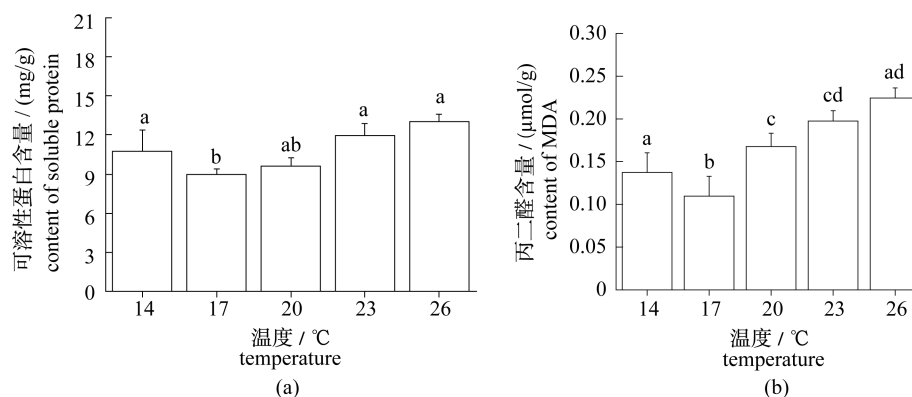 可溶性蛋白含量 / (mg/g)
content of soluble protein
21
18
15
12
9
6
3
0
a
b
ab
a
a
14
17
20
23
26
温度 / ℃
temperature
(a)
丙二醛含量 / (μmol/g)
content of MDA
0.30
0.25
0.20
0.15
0.10
0.05
0
a
b
c
cd
ad
14
17
20
23
26
温度 / ℃
temperature
(b)